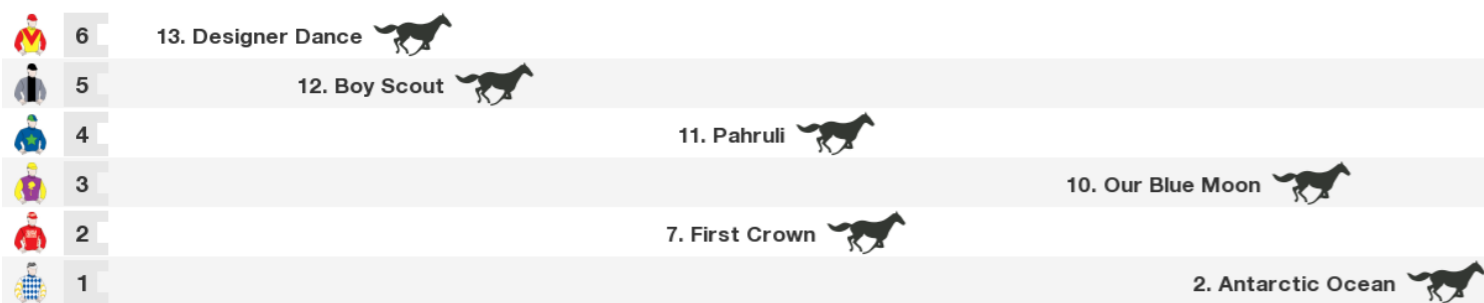 6 13. Designer Dance
5 12. Boy Scout
4 11. Pahruli
3 10. Our Blue Moon
2 7. First Crown
1 2. Antarctic Ocean